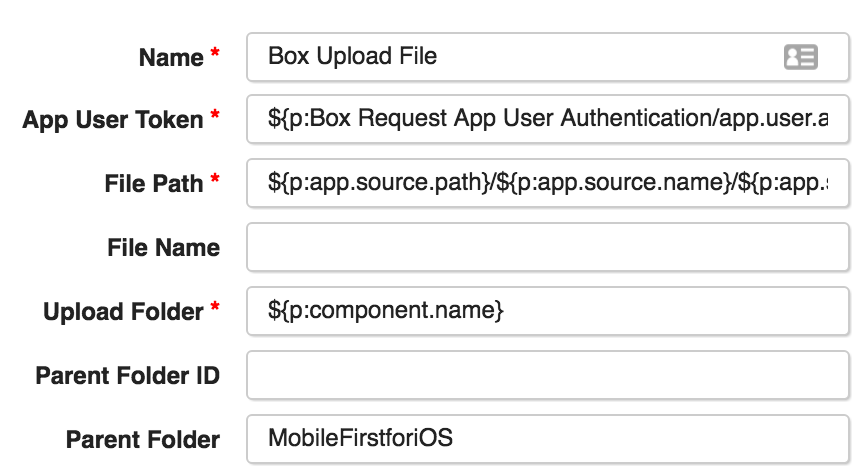 Name * Box Upload File
App User Token * ${p:Box Request App User Authentication/app.user.a
File Path * ${p:app.source.path}/${p:app.source.name}/${p:app.
File Name
Upload Folder * ${p:component.name}
Parent Folder ID
Parent Folder MobileFirstforiOS